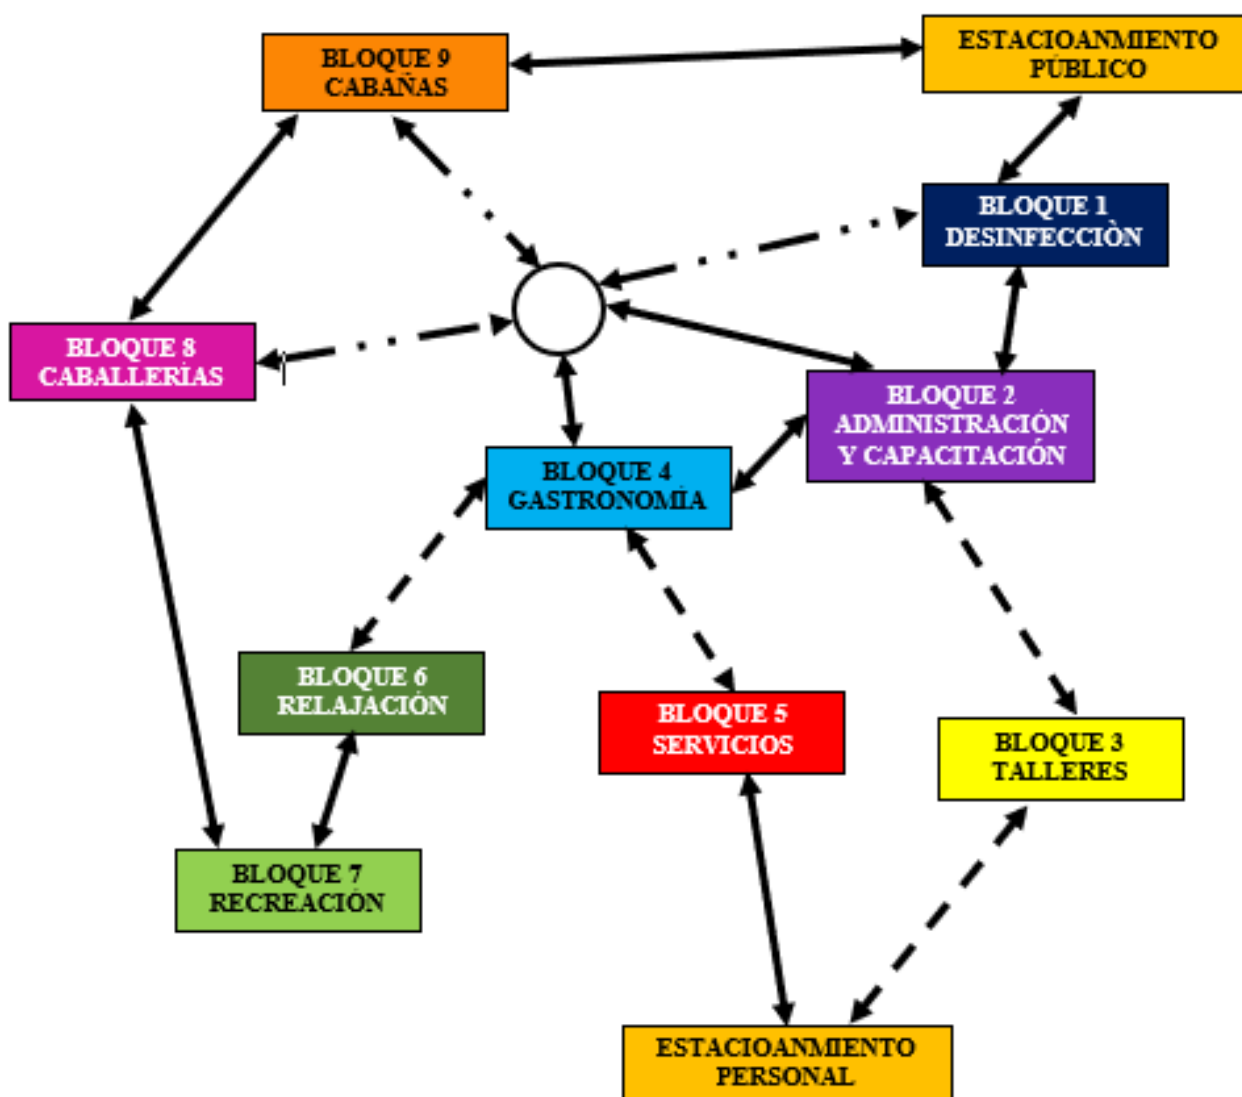 BLOQUE 9
CABAÑAS
ESTACIOANMIENTO
PÚBLICO
BLOQUE 1
DESINFECCIÒN
BLOQUE 8
CABALLERÍAS
BLOQUE 2
ADMINISTRACIÓN
Y CAPACITACIÓN
BLOQUE 4
GASTRONOMÍA
BLOQUE 6
RELAJACIÓN
BLOQUE 5
SERVICIOS
BLOQUE 3
TALLERES
BLOQUE 7
RECREACIÓN
ESTACIOANMIENTO
PERSONAL